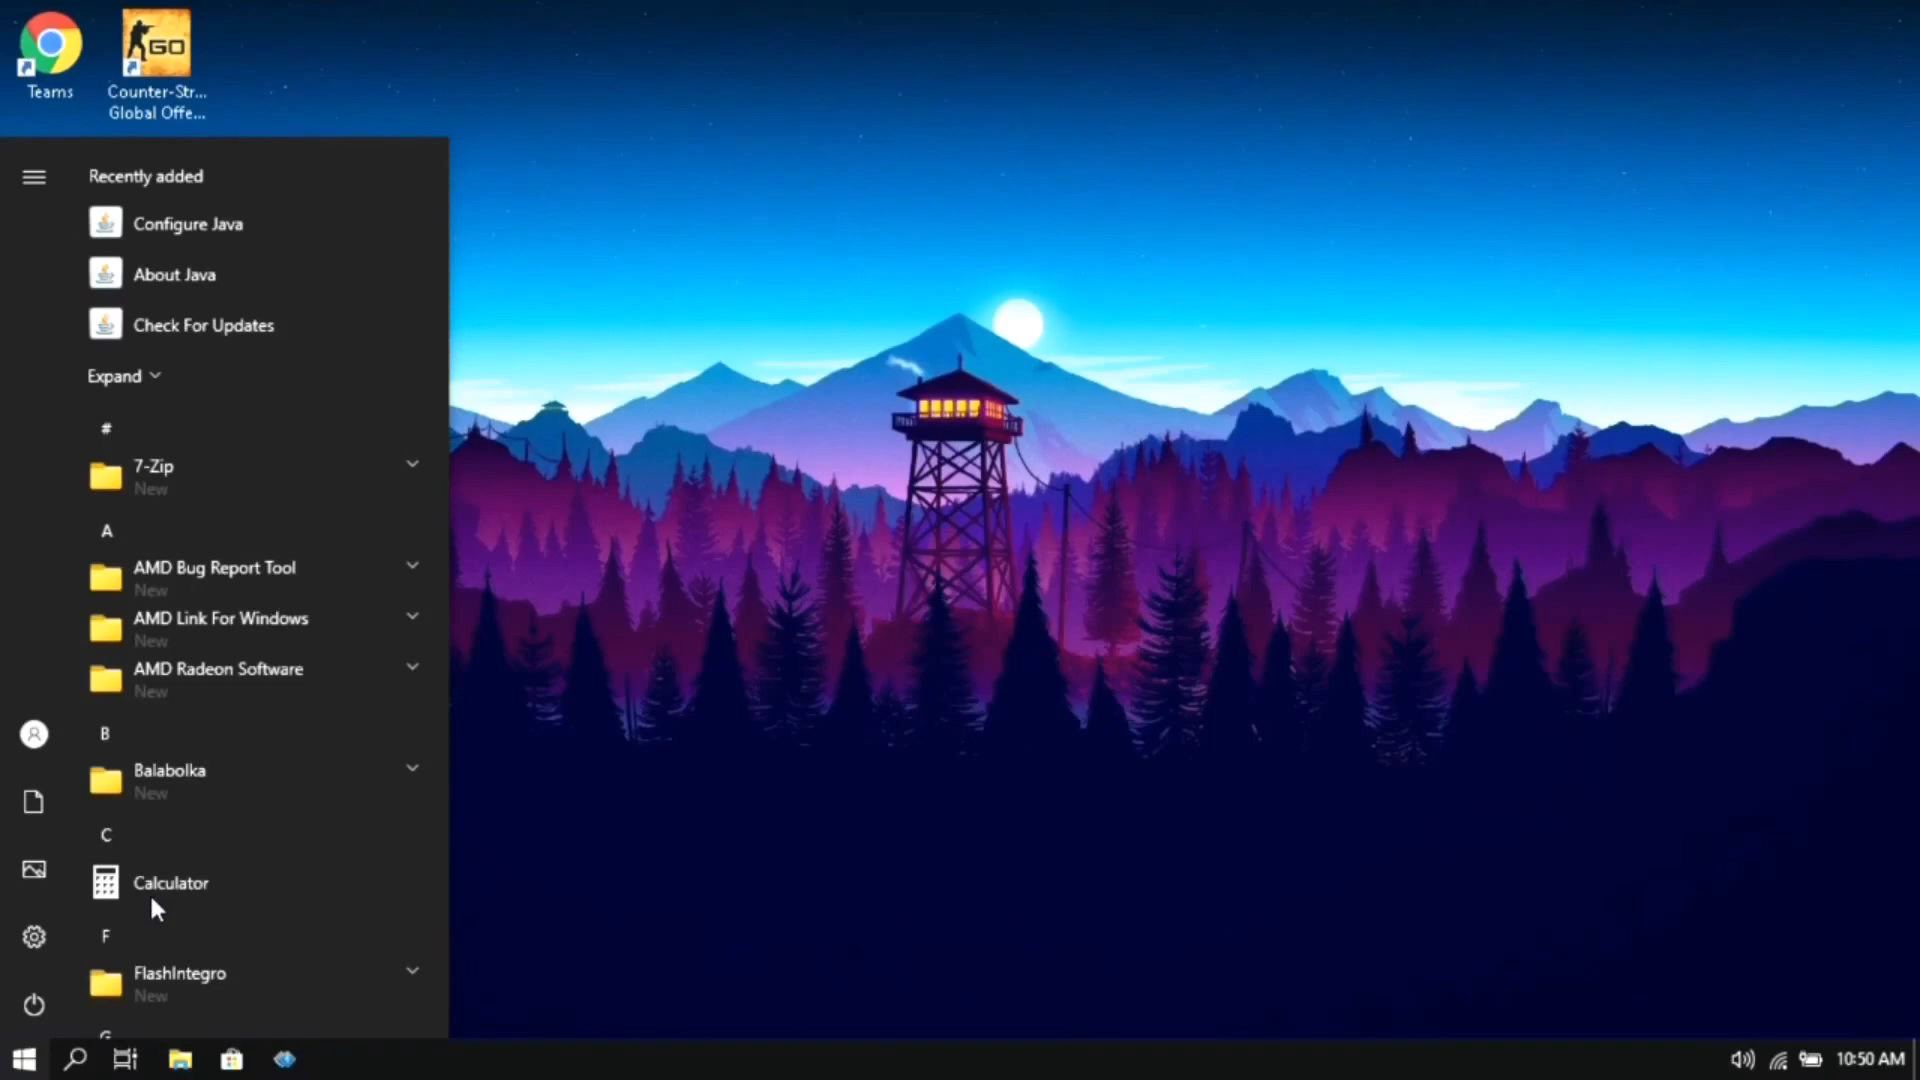 GO
Teams
Counter-Str...
Global Offe...
Recently added
Configure Java
About Java
Check For Updates
Expand
#
7-Zip
New
A
AMD Bug Report Tool
New
AMD Link For Windows
New
AMD Radeon Software
New
B
Balabolka
New
C
Calculator
F
FlashIntegro
New
G
10:50 AM